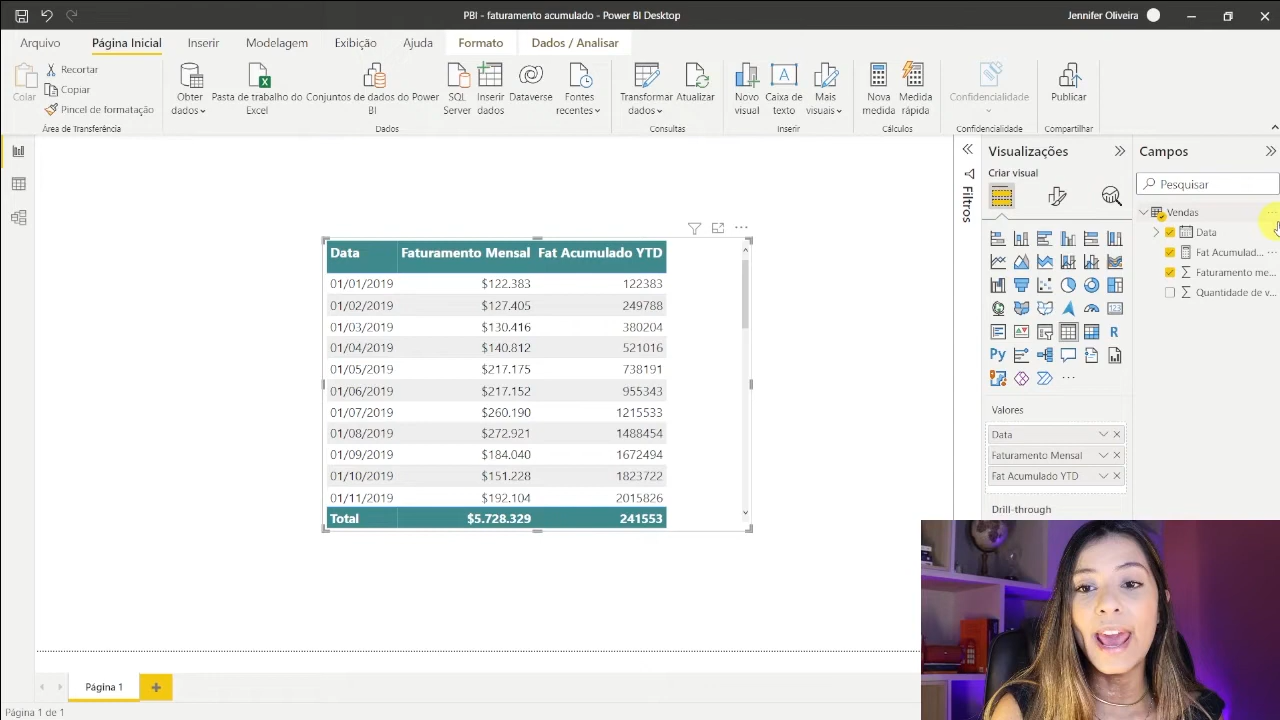 PBI - faturamento acumulado - Power BI Desktop
Jennifer Oliveira
Arquivo Página Inicial Inserir Modelagem Exibição Ajuda Formato Dados / Analisar
Colar
Recortar
Copiar
Pincel de formatação
Área de Transferência
Obter dados
Pasta de trabalho do Excel
Conjuntos de dados do Power BI
SQL Server
Inserir dados
Dataverse
Fontes recentes
Dados
Transformar dados
Atualizar
Consultas
Novo visual
Caixa de texto
Mais visuais
Inserir
Nova medida
Medida rápida
Cálculos
Confidencialidade
Confidencialidade
Publicar
Compartilhar
Data Faturamento Mensal Fat Acumulado YTD
01/01/2019 $122.383 122383
01/02/2019 $127.405 249788
01/03/2019 $130.416 380204
01/04/2019 $140.812 521016
01/05/2019 $217.175 738191
01/06/2019 $217.152 955343
01/07/2019 $260.190 1215533
01/08/2019 $272.921 1488454
01/09/2019 $184.040 1672494
01/10/2019 $151.228 1823722
01/11/2019 $192.104 2015826
Total $5.728.329 241553
Filtros
Visualizações
Criar visual
R
Py
123
Valores
Data
Faturamento Mensal
Fat Acumulado YTD
Drill-through
Campos
Pesquisar
Vendas
Data
Fat Acumulad...
Faturamento me...
Quantidade de v...
Página 1
Página 1 de 1